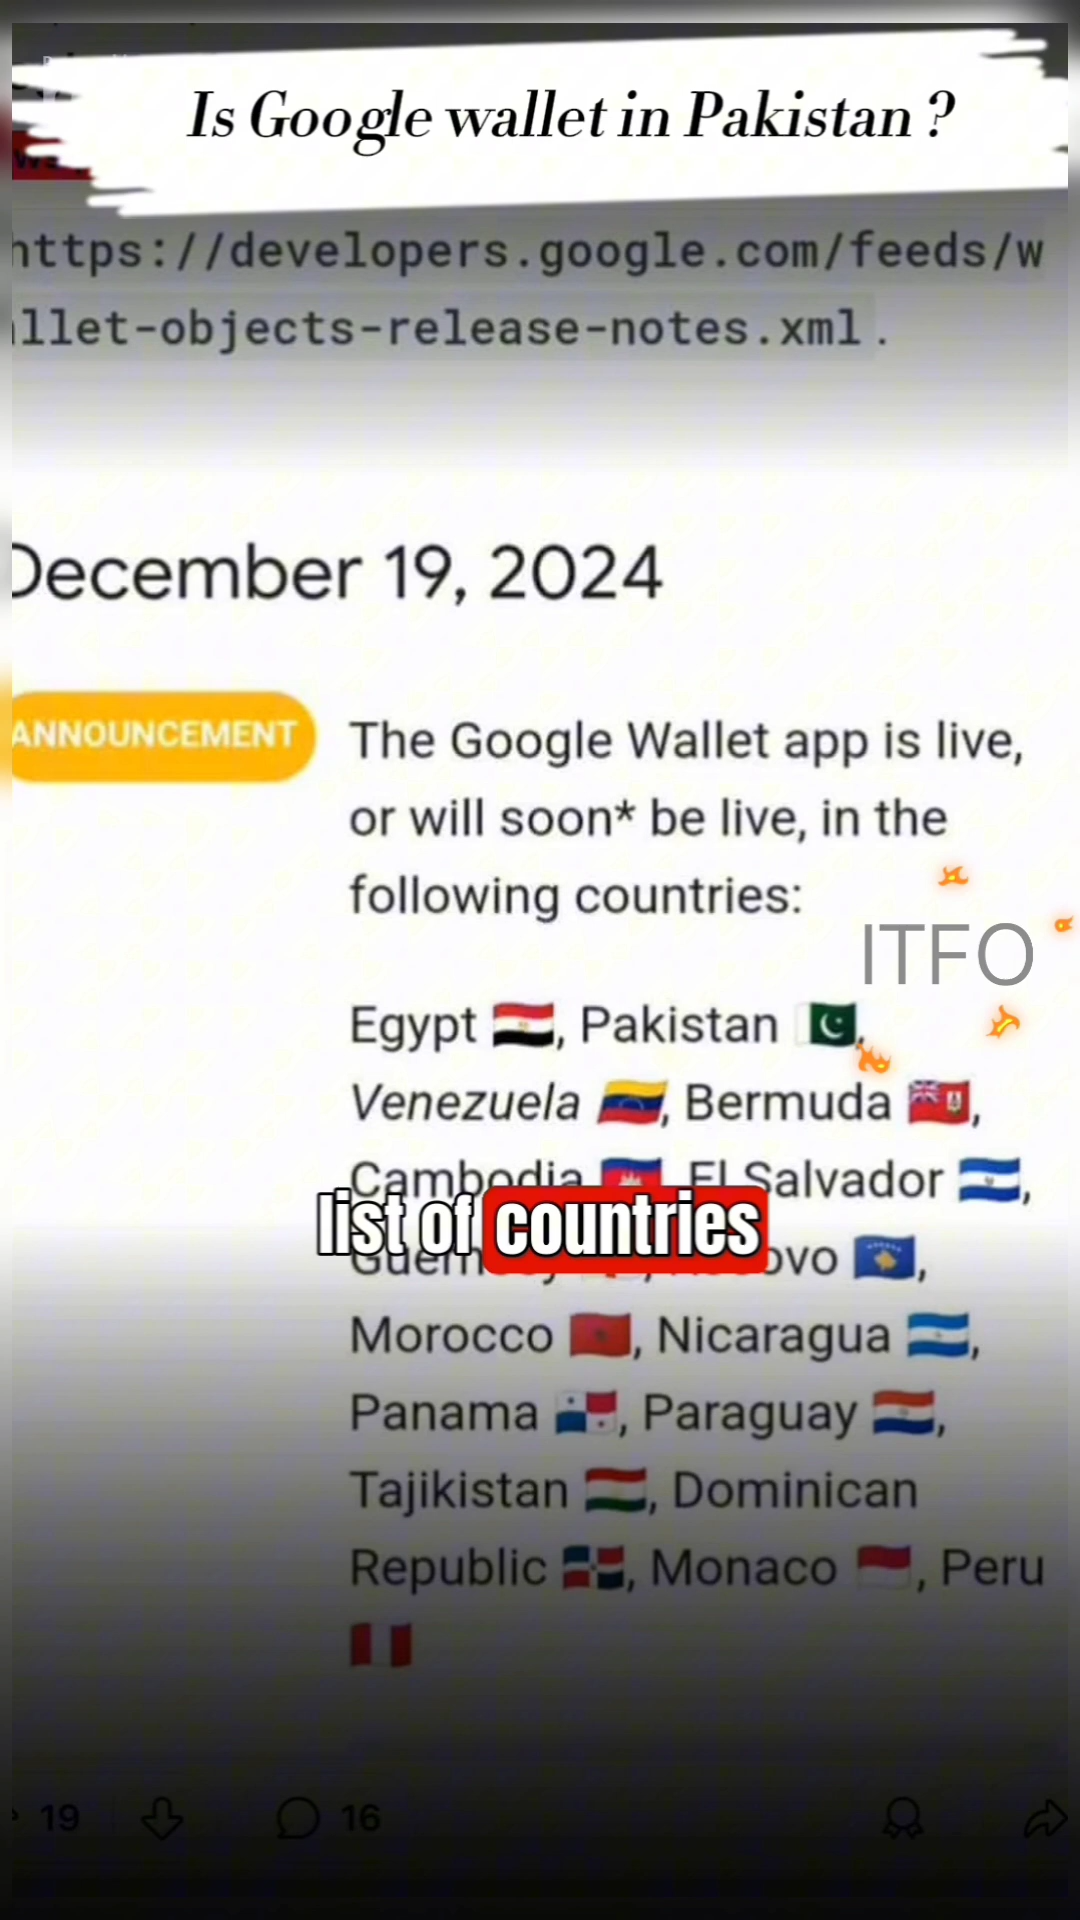 Is Google wallet in Pakistan ?
https://developers.google.com/feeds/w
llet-objects-release-notes.xml.
December 19, 2024
ANNOUNCEMENT
The Google Wallet app is live,
or will soon* be live, in the
following countries:
ITFO
Egypt 🇪🇬, Pakistan 🇵🇰,
Venezuela 🇻🇪, Bermuda 🇧🇲,
Cambodia 🇰🇭, El Salvador 🇸🇻,
list of countries
Morocco 🇲🇦, Nicaragua 🇳🇮,
Panama 🇵🇦, Paraguay 🇵🇾,
Tajikistan 🇹🇯, Dominican
Republic 🇩🇴, Monaco 🇲🇨, Peru
🇵🇪
19
16